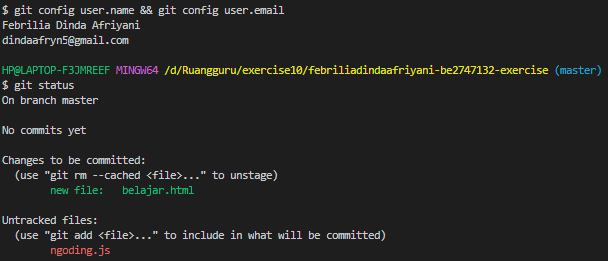 $ git config user.name && git config user.email
Febrilia Dinda Afriyani
dindaafryn5@gmail.com
HP@LAPTOP-F3JMREEF MINGW64 /d/Ruangguru/exercise10/febriliadindaafriyani-be2747132-exercise (master)
$ git status
On branch master
No commits yet
Changes to be committed:
(use "git rm --cached <file>..." to unstage)
new file: belajar.html
Untracked files:
(use "git add <file>..." to include in what will be committed)
ngoding.js